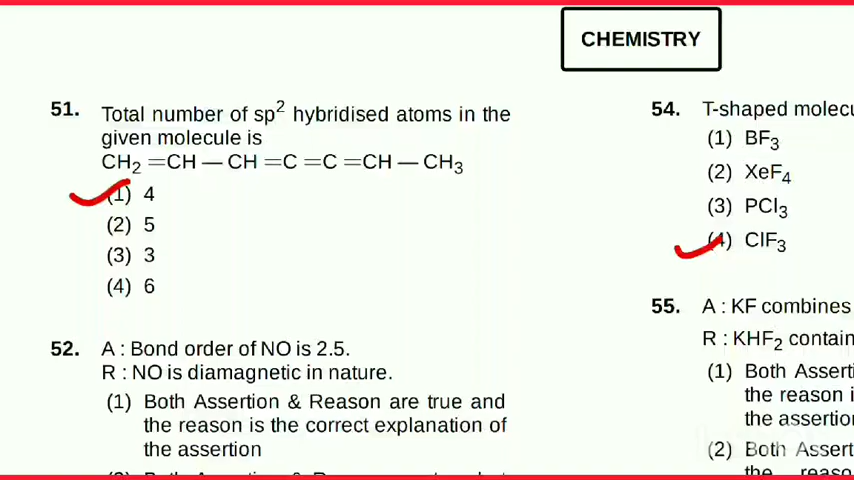 CHEMISTRY
51. Total number of sp² hybridised atoms in the
given molecule is
CH₂ =CH — CH =C =C =CH — CH₃
(1) 4
(2) 5
(3) 3
(4) 6
52. A : Bond order of NO is 2.5.
R : NO is diamagnetic in nature.
(1) Both Assertion & Reason are true and
the reason is the correct explanation of
the assertion
54. T-shaped molecu
(1) BF₃
(2) XeF₄
(3) PCl₃
(4) ClF₃
55. A : KF combines
R : KHF₂ contain
(1) Both Asserti
the reason i
the assertio
(2) Both Assert
the reaso